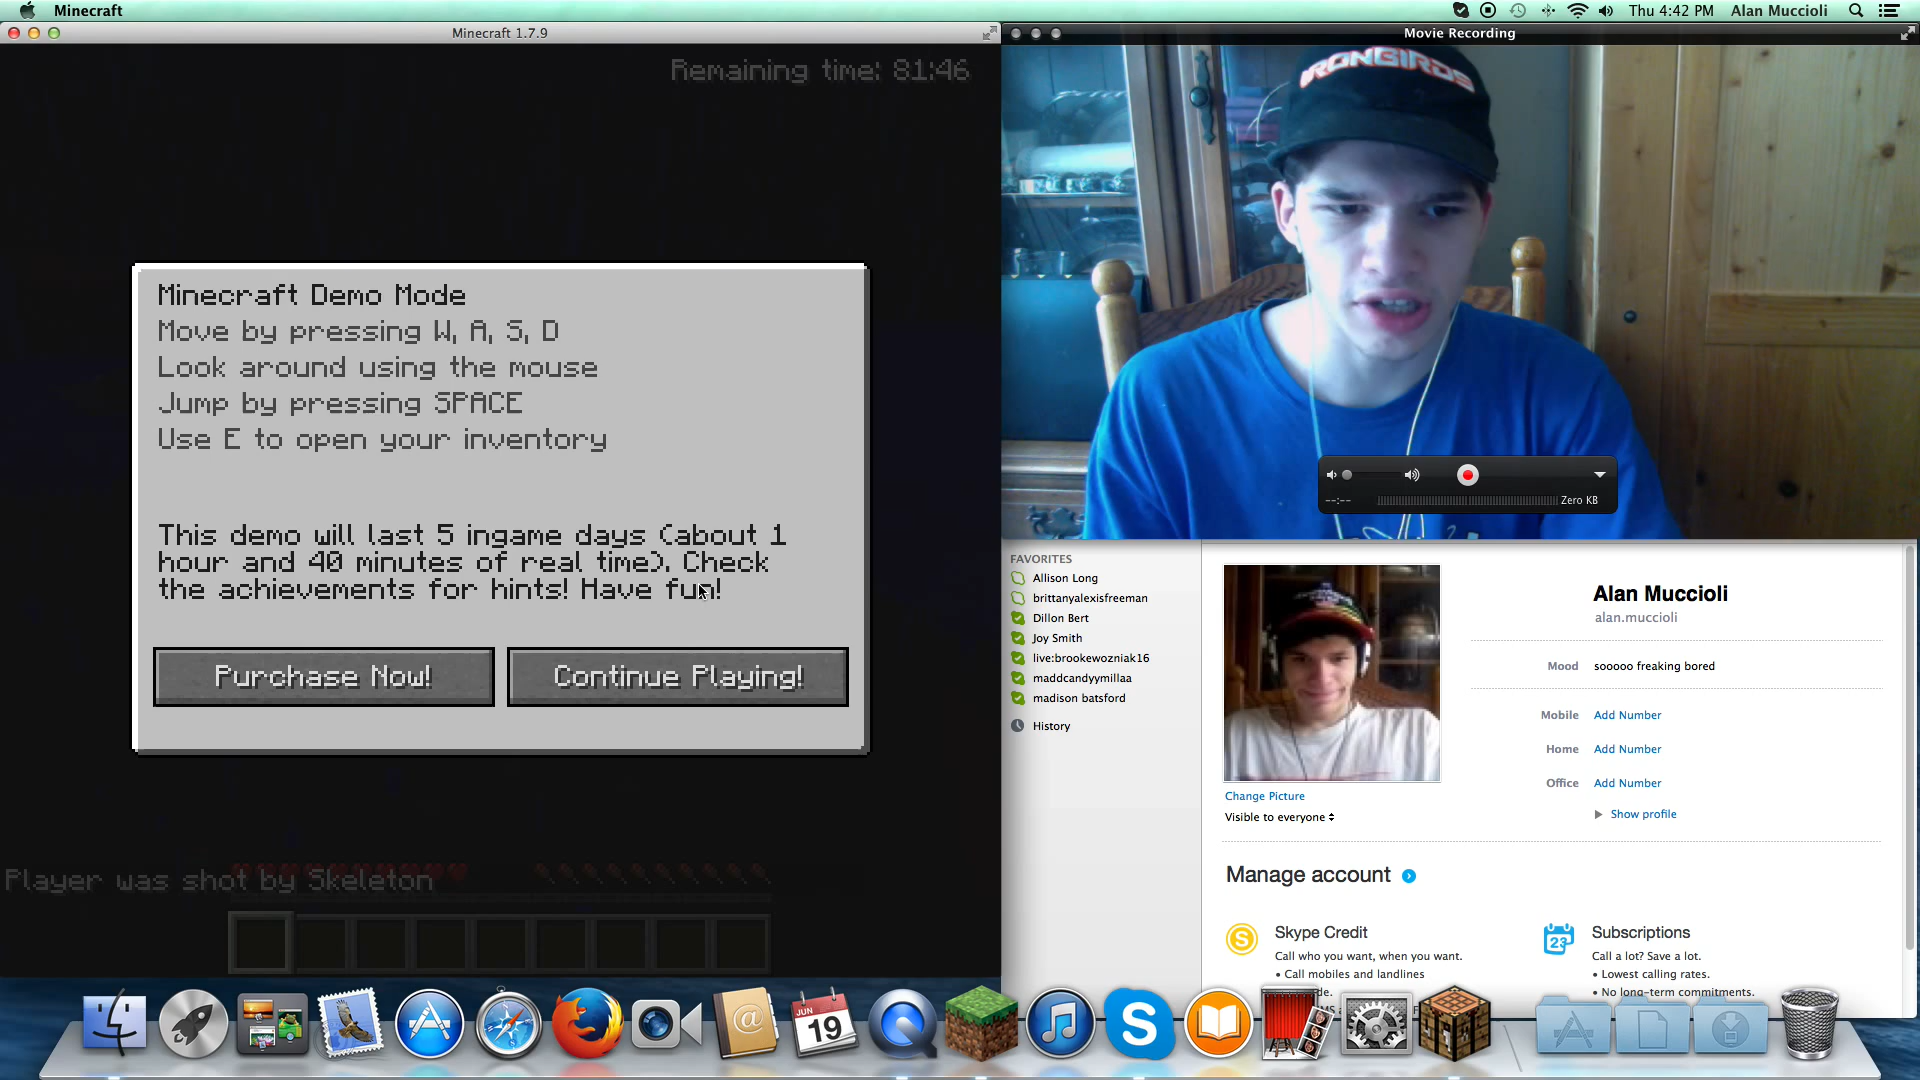 Minecraft
Thu 4:42 PM Alan Muccioli
Minecraft 1.7.9
Remaining time: 81:46
Minecraft Demo Mode
Move by pressing W, A, S, D
Look around using the mouse
Jump by pressing SPACE
Use E to open your inventory
This demo will last 5 ingame days (about 1
hour and 40 minutes of real time). Check
the achievements for hints! Have fun!
Purchase Now!
Continue Playing!
Player was shot by Skeleton
Movie Recording
IRONBIRDS
--:--
Zero KB
FAVORITES
Allison Long
brittanyalexisfreeman
Dillon Bert
Joy Smith
live:brookewozniak16
maddcandyymillaa
madison batsford
History
Change Picture
Visible to everyone
Alan Muccioli
alan.muccioli
Mood sooooo freaking bored
Mobile Add Number
Home Add Number
Office Add Number
Show profile
Manage account
Skype Credit
Call who you want, when you want.
• Call mobiles and landlines
de.
Subscriptions
23
Call a lot? Save a lot.
• Lowest calling rates.
• No long-term commitments.
JUN
19